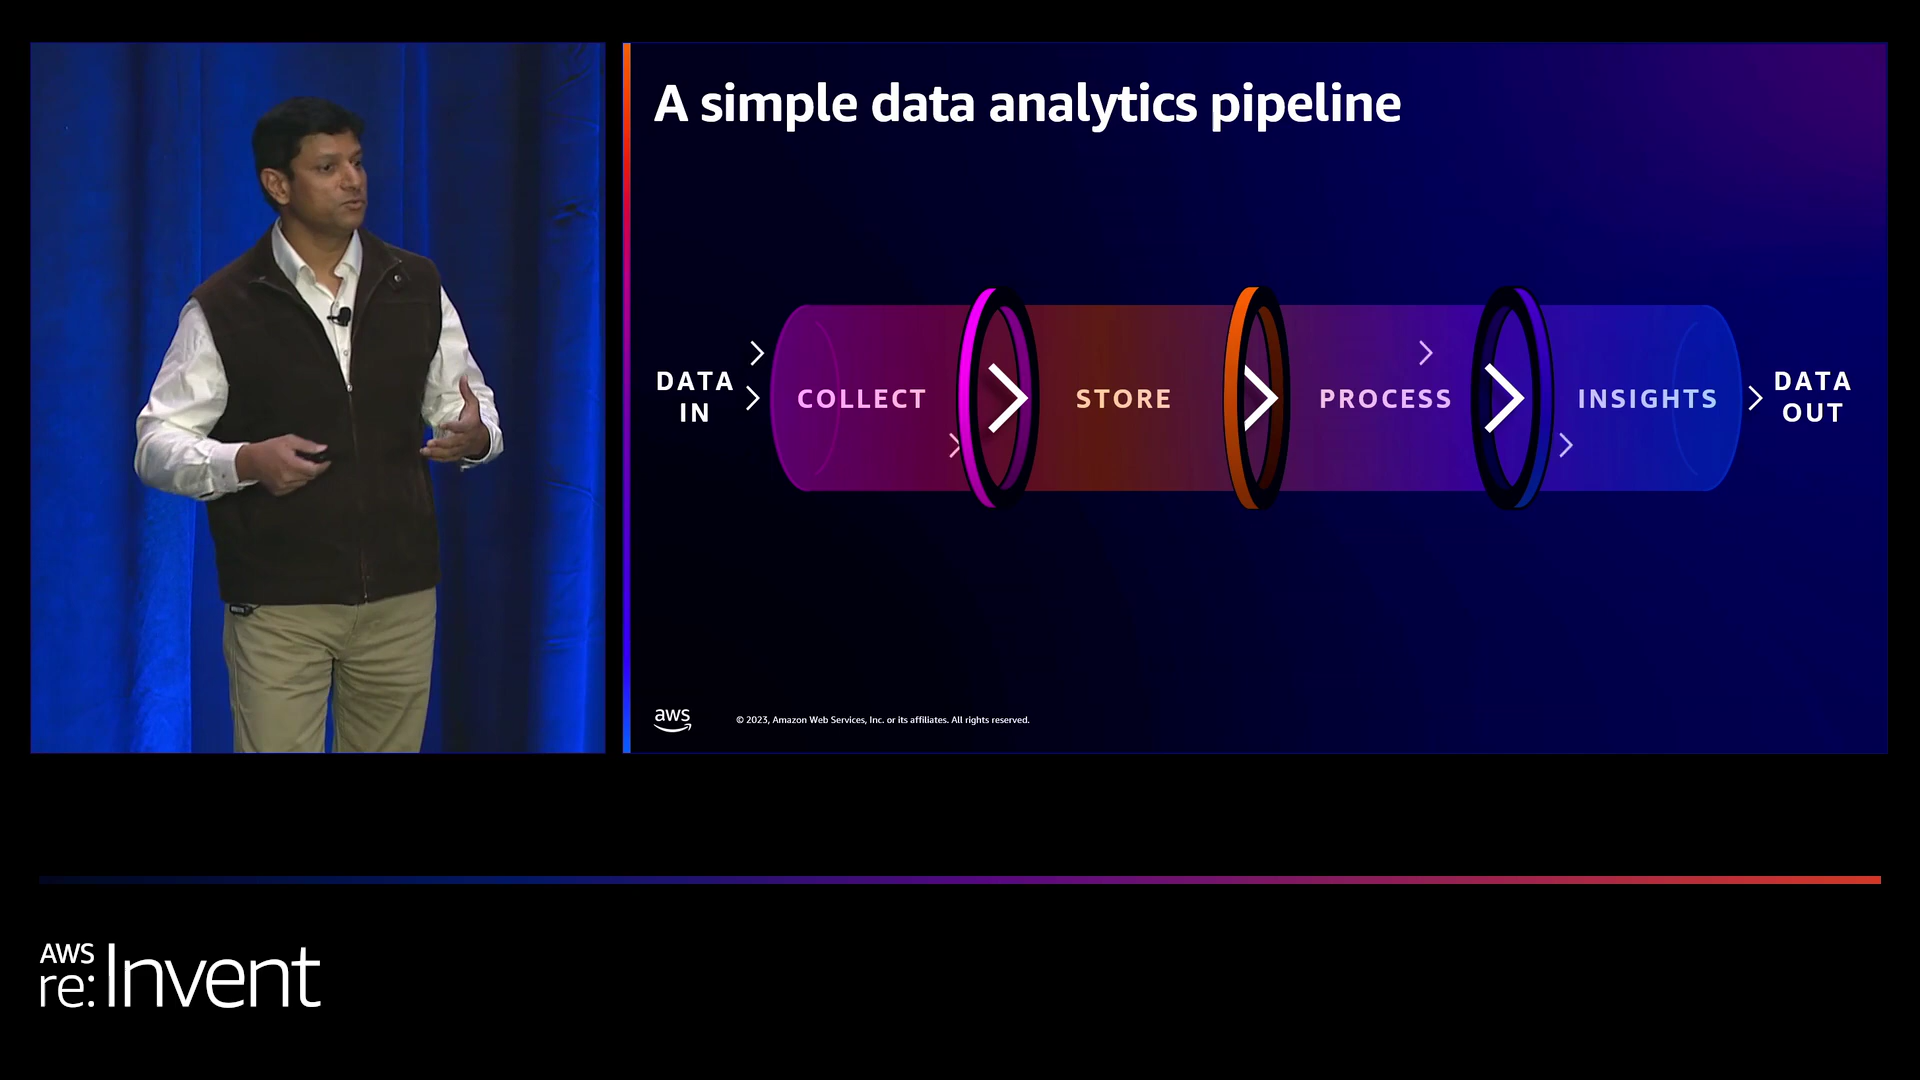 A simple data analytics pipeline
DATA
IN
COLLECT
STORE
PROCESS
INSIGHTS
DATA
OUT
aws
© 2023, Amazon Web Services, Inc. or its affiliates. All rights reserved.
AWS
re:Invent